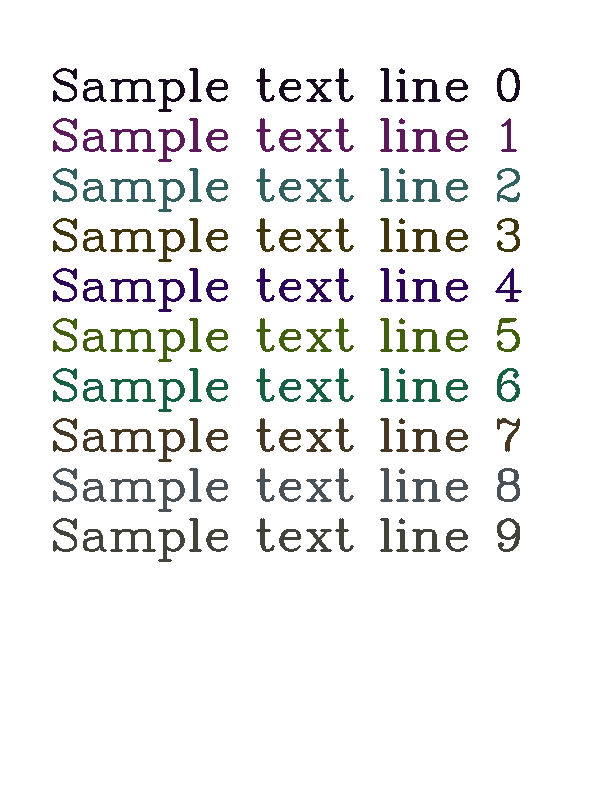 Sample text line 0
Sample text line 1
Sample text line 2
Sample text line 3
Sample text line 4
Sample text line 5
Sample text line 6
Sample text line 7
Sample text line 8
Sample text line 9